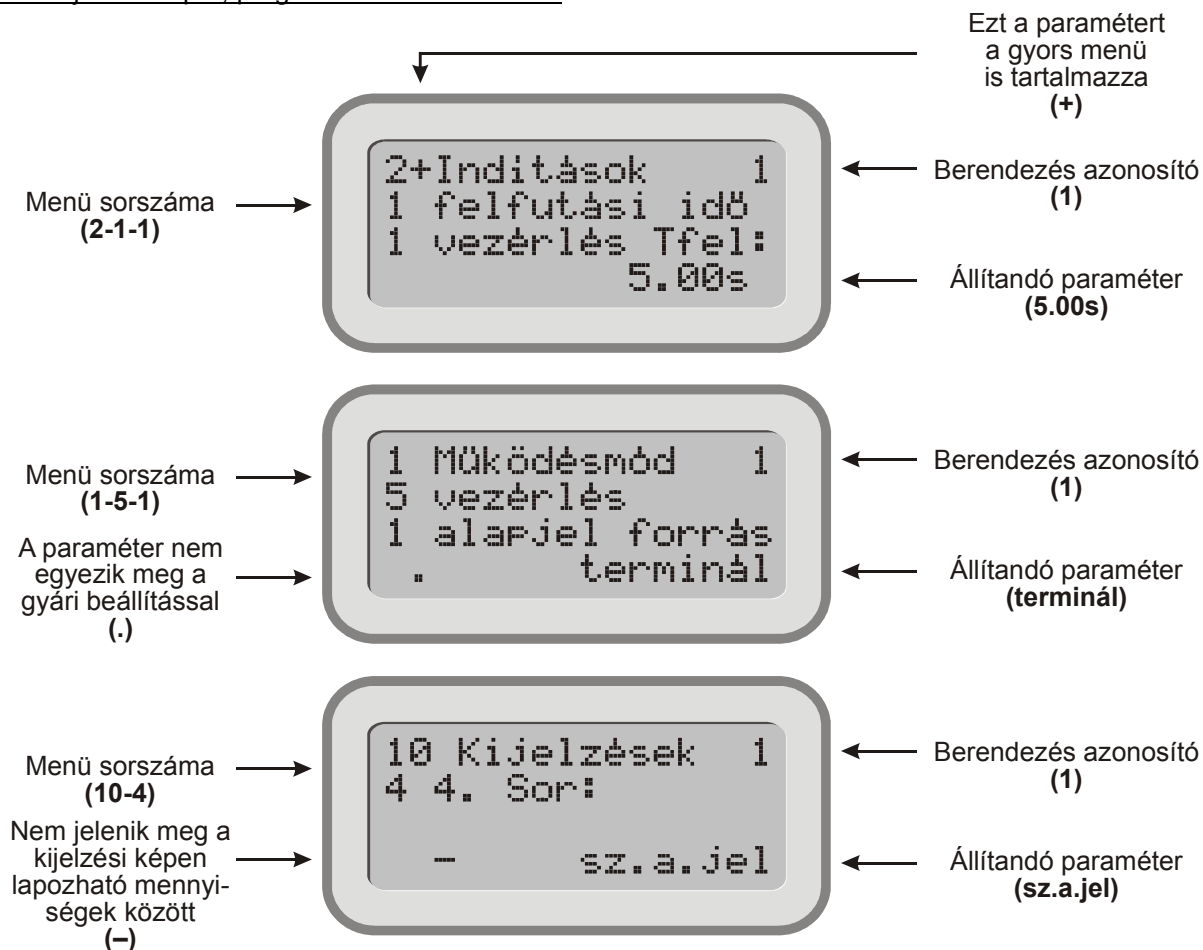 Ezt a paramétert
a gyors menü
is tartalmazza
(+)
Menü sorszáma
(2-1-1)
2+Indítások 1
1 felfutási idő
1 vezérlés Tfel:
5.00s
Berendezés azonosító
(1)
Állítandó paraméter
(5.00s)
Menü sorszáma
(1-5-1)
A paraméter nem
egyezik meg a
gyári beállítással
(.)
1 Működésmód 1
5 vezérlés
1 alapjel forrás
. terminál
Berendezés azonosító
(1)
Állítandó paraméter
(terminál)
Menü sorszáma
(10-4)
Nem jelenik meg a
kijelzési képen
lapozható mennyi-
ségek között
(–)
10 Kijelzések 1
4 4. Sor:
– sz.a.jel
Berendezés azonosító
(1)
Állítandó paraméter
(sz.a.jel)